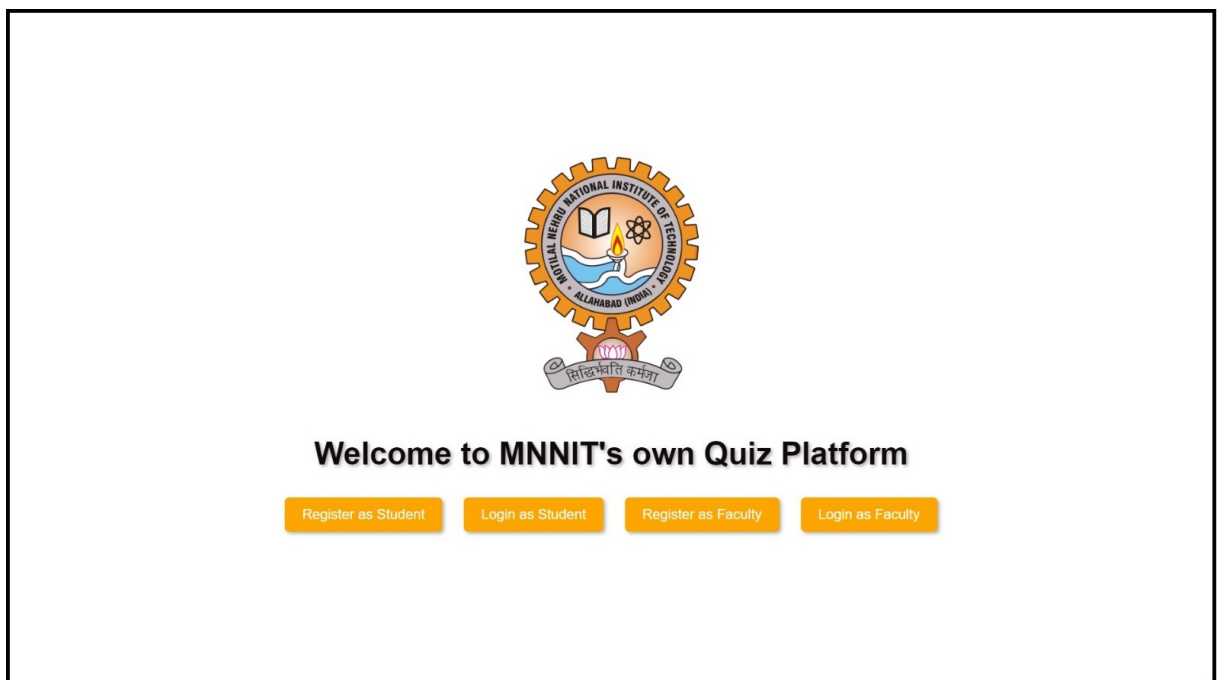 MOTILAL NEHRU NATIONAL INSTITUTE OF TECHNOLOGY
ALLAHABAD (INDIA)
सिद्धिर्भवति कर्मजा
Welcome to MNNIT's own Quiz Platform
Register as Student Login as Student Register as Faculty Login as Faculty